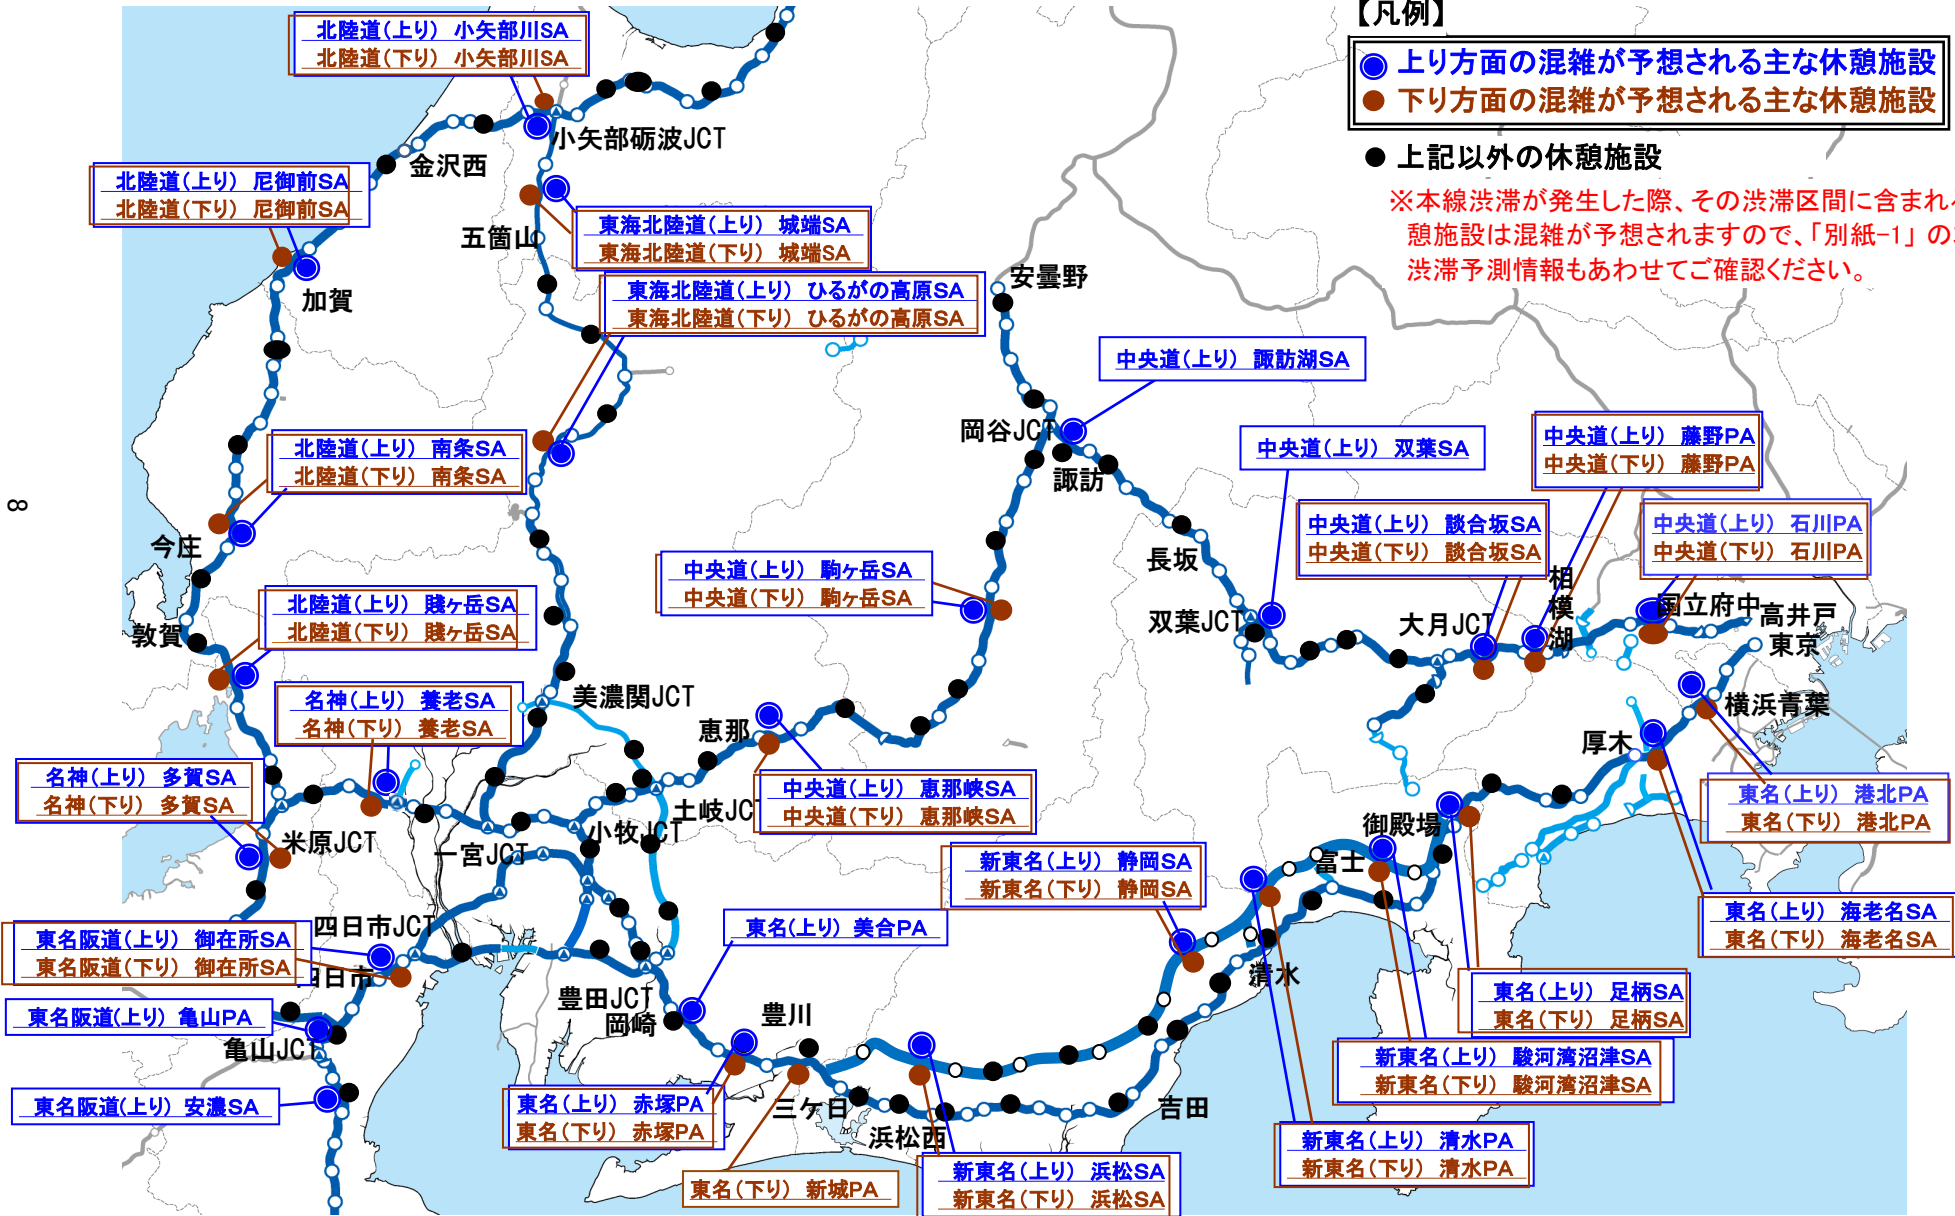 【凡例】
上り方面の混雑が予想される主な休憩施設
下り方面の混雑が予想される主な休憩施設
上記以外の休憩施設
※本線渋滞が発生した際、その渋滞区間に含まれ
憩施設は混雑が予想されますので、「別紙-1」の
渋滞予測情報もあわせてご確認ください。
北陸道(上り) 小矢部川SA
北陸道(下り) 小矢部川SA
小矢部砺波JCT
金沢西
北陸道(上り) 尼御前SA
北陸道(下り) 尼御前SA
東海北陸道(上り) 城端SA
東海北陸道(下り) 城端SA
五箇山
加賀
東海北陸道(上り) ひるがの高原SA
東海北陸道(下り) ひるがの高原SA
安曇野
中央道(上り) 諏訪湖SA
岡谷JCT
諏訪
中央道(上り) 双葉SA
中央道(上り) 藤野PA
中央道(下り) 藤野PA
北陸道(上り) 南条SA
北陸道(下り) 南条SA
8
今庄
中央道(上り) 談合坂SA
中央道(下り) 談合坂SA
中央道(上り) 石川PA
中央道(下り) 石川PA
長坂
中央道(上り) 駒ヶ岳SA
中央道(下り) 駒ヶ岳SA
相模湖
国立府中
高井戸
東京
双葉JCT
大月JCT
北陸道(上り) 賤ヶ岳SA
北陸道(下り) 賤ヶ岳SA
敦賀
名神(上り) 養老SA
名神(下り) 養老SA
美濃関JCT
恵那
横浜青葉
厚木
名神(上り) 多賀SA
名神(下り) 多賀SA
中央道(上り) 恵那峡SA
中央道(下り) 恵那峡SA
土岐JCT
東名(上り) 港北PA
東名(下り) 港北PA
米原JCT
一宮JCT
小牧JCT
御殿場
富士
新東名(上り) 静岡SA
新東名(下り) 静岡SA
東名(上り) 海老名SA
東名(下り) 海老名SA
四日市JCT
東名(上り) 美合PA
東名阪道(上り) 御在所SA
東名阪道(下り) 御在所SA
四日市
清水
東名(上り) 足柄SA
東名(下り) 足柄SA
豊田JCT
岡崎
豊川
東名阪道(上り) 亀山PA
亀山JCT
新東名(上り) 駿河湾沼津SA
新東名(下り) 駿河湾沼津SA
東名阪道(上り) 安濃SA
東名(上り) 赤塚PA
東名(下り) 赤塚PA
三ケ日
浜松西
吉田
新東名(上り) 清水PA
新東名(下り) 清水PA
東名(下り) 新城PA
新東名(上り) 浜松SA
新東名(下り) 浜松SA